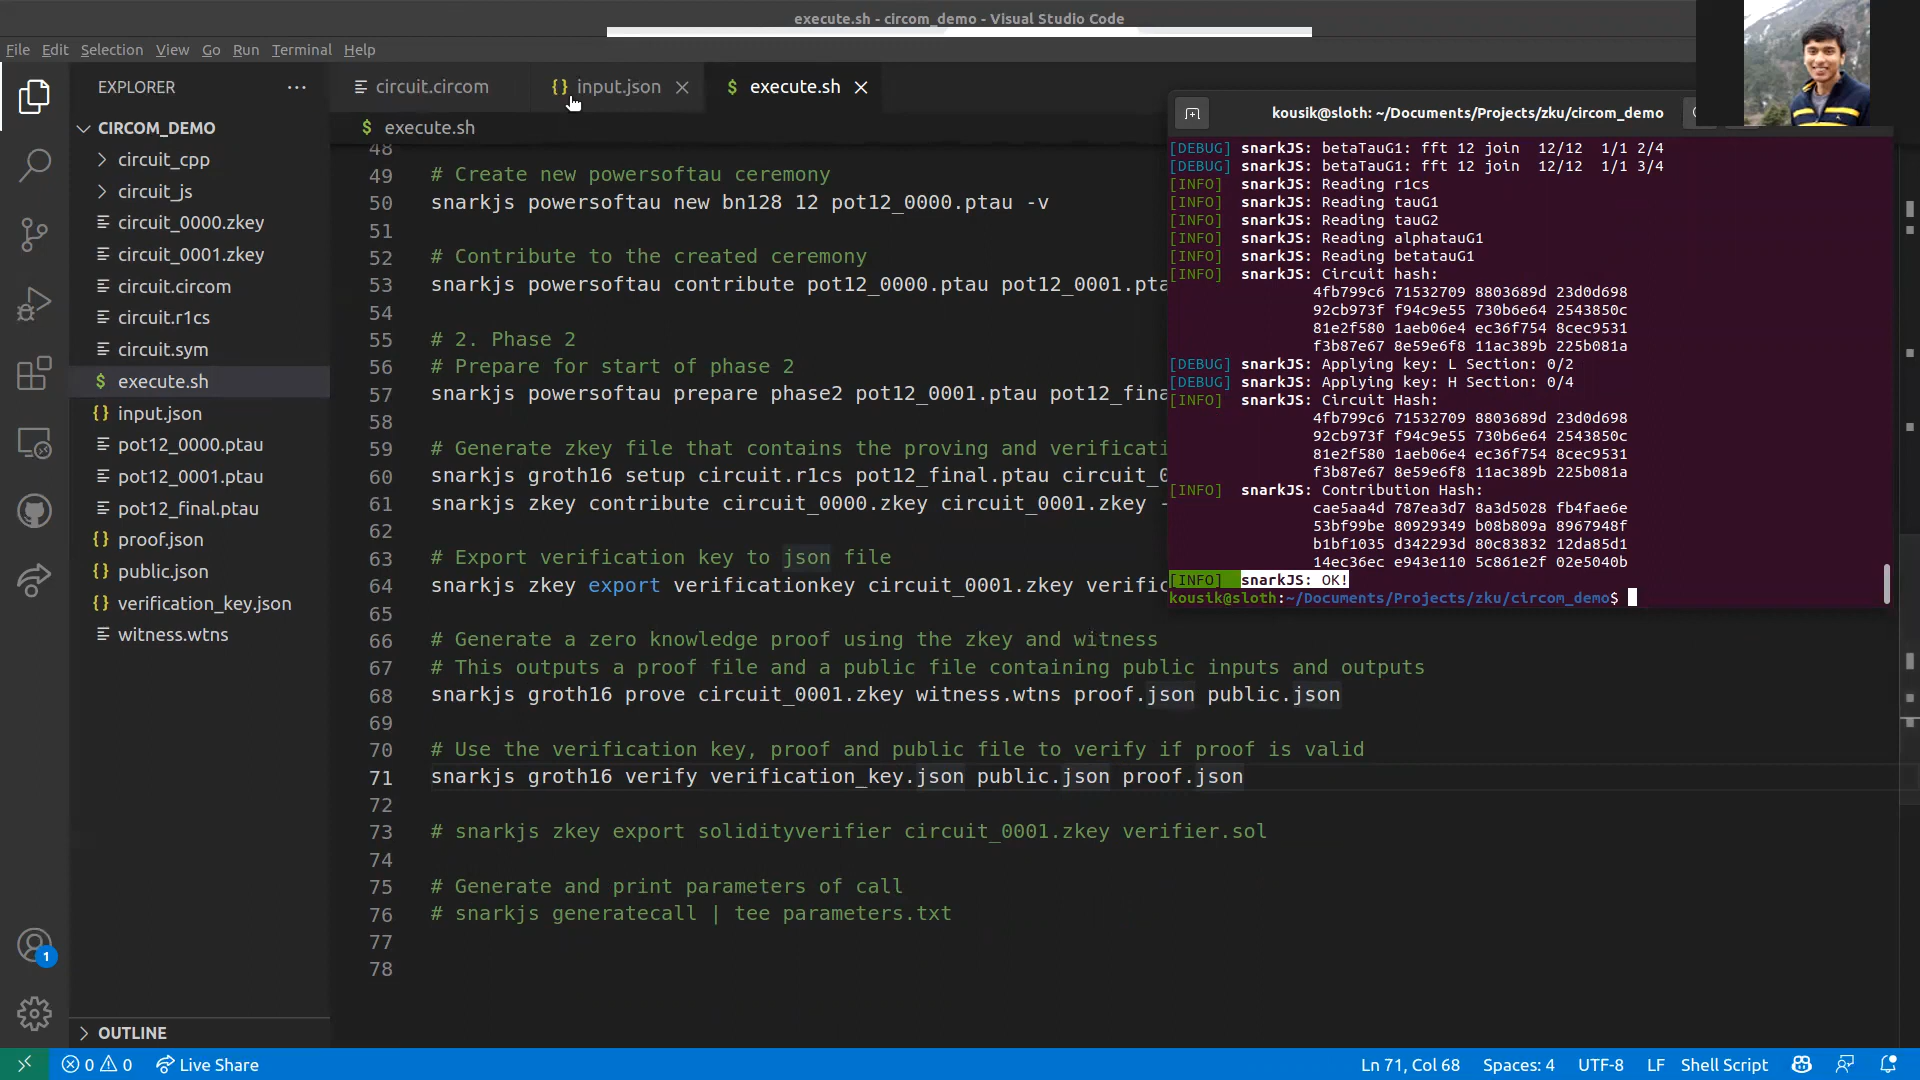 execute.sh - circom_demo - Visual Studio Code
File Edit Selection View Go Run Terminal Help
EXPLORER
CIRCOM_DEMO
circuit_cpp
circuit_js
circuit_0000.zkey
circuit_0001.zkey
circuit.circom
circuit.r1cs
circuit.sym
$ execute.sh
{} input.json
pot12_0000.ptau
pot12_0001.ptau
pot12_final.ptau
{} proof.json
{} public.json
{} verification_key.json
witness.wtns
OUTLINE
circuit.circom {} input.json $ execute.sh
$ execute.sh
48
49 # Create new powersoftau ceremony
50 snarkjs powersoftau new bn128 12 pot12_0000.ptau -v
51
52 # Contribute to the created ceremony
53 snarkjs powersoftau contribute pot12_0000.ptau pot12_0001.pta
54
55 # 2. Phase 2
56 # Prepare for start of phase 2
57 snarkjs powersoftau prepare phase2 pot12_0001.ptau pot12_fina
58
59 # Generate zkey file that contains the proving and verificati
60 snarkjs groth16 setup circuit.r1cs pot12_final.ptau circuit_0
61 snarkjs zkey contribute circuit_0000.zkey circuit_0001.zkey -
62
63 # Export verification key to json file
64 snarkjs zkey export verificationkey circuit_0001.zkey verific
65
66 # Generate a zero knowledge proof using the zkey and witness
67 # This outputs a proof file and a public file containing public inputs and outputs
68 snarkjs groth16 prove circuit_0001.zkey witness.wtns proof.json public.json
69
70 # Use the verification key, proof and public file to verify if proof is valid
71 snarkjs groth16 verify verification_key.json public.json proof.json
72
73 # snarkjs zkey export solidityverifier circuit_0001.zkey verifier.sol
74
75 # Generate and print parameters of call
76 # snarkjs generatecall | tee parameters.txt
77
78
kousik@sloth: ~/Documents/Projects/zku/circom_demo
[DEBUG] snarkJS: betaTauG1: fft 12 join 12/12 1/1 2/4
[DEBUG] snarkJS: betaTauG1: fft 12 join 12/12 1/1 3/4
[INFO] snarkJS: Reading r1cs
[INFO] snarkJS: Reading tauG1
[INFO] snarkJS: Reading tauG2
[INFO] snarkJS: Reading alphatauG1
[INFO] snarkJS: Reading betatauG1
[INFO] snarkJS: Circuit hash:
4fb799c6 71532709 8803689d 23d0d698
92cb973f f94c9e55 730b6e64 2543850c
81e2f580 1aeb06e4 ec36f754 8cec9531
f3b87e67 8e59e6f8 11ac389b 225b081a
[DEBUG] snarkJS: Applying key: L Section: 0/2
[DEBUG] snarkJS: Applying key: H Section: 0/4
[INFO] snarkJS: Circuit Hash:
4fb799c6 71532709 8803689d 23d0d698
92cb973f f94c9e55 730b6e64 2543850c
81e2f580 1aeb06e4 ec36f754 8cec9531
f3b87e67 8e59e6f8 11ac389b 225b081a
[INFO] snarkJS: Contribution Hash:
cae5aa4d 787ea3d7 8a3d5028 fb4fae6e
53bf99be 80929349 b08b809a 8967948f
b1bf1035 d342293d 80c83832 12da85d1
14ec36ec e943e110 5c861e2f 02e5040b
[INFO] snarkJS: OK!
kousik@sloth:~/Documents/Projects/zku/circom_demo$
1
0 0 Live Share Ln 71, Col 68 Spaces: 4 UTF-8 LF Shell Script